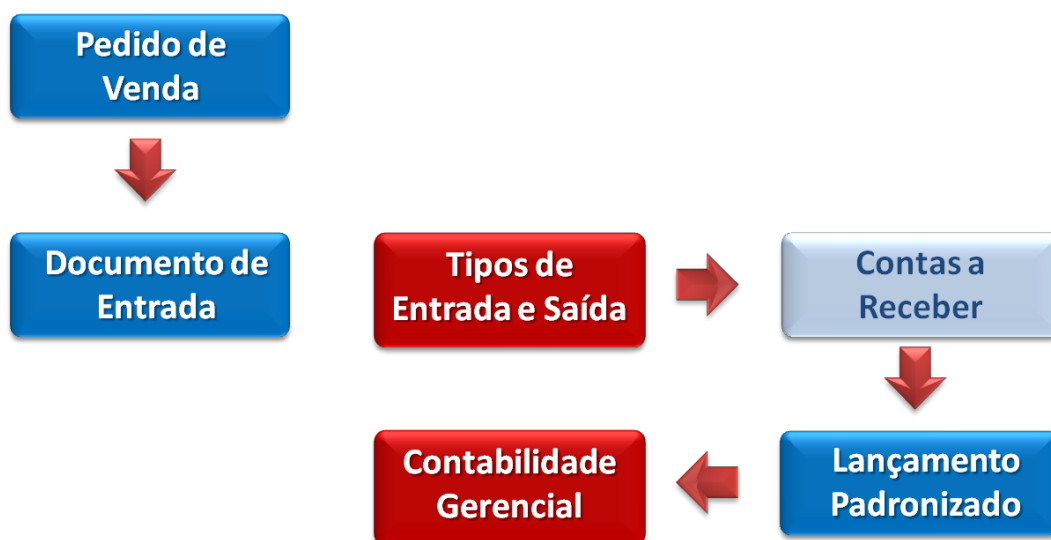 Pedido de
Venda
Documento de
Entrada
Tipos de
Entrada e Saída
Contas a
Receber
Lançamento
Padronizado
Contabilidade
Gerencial